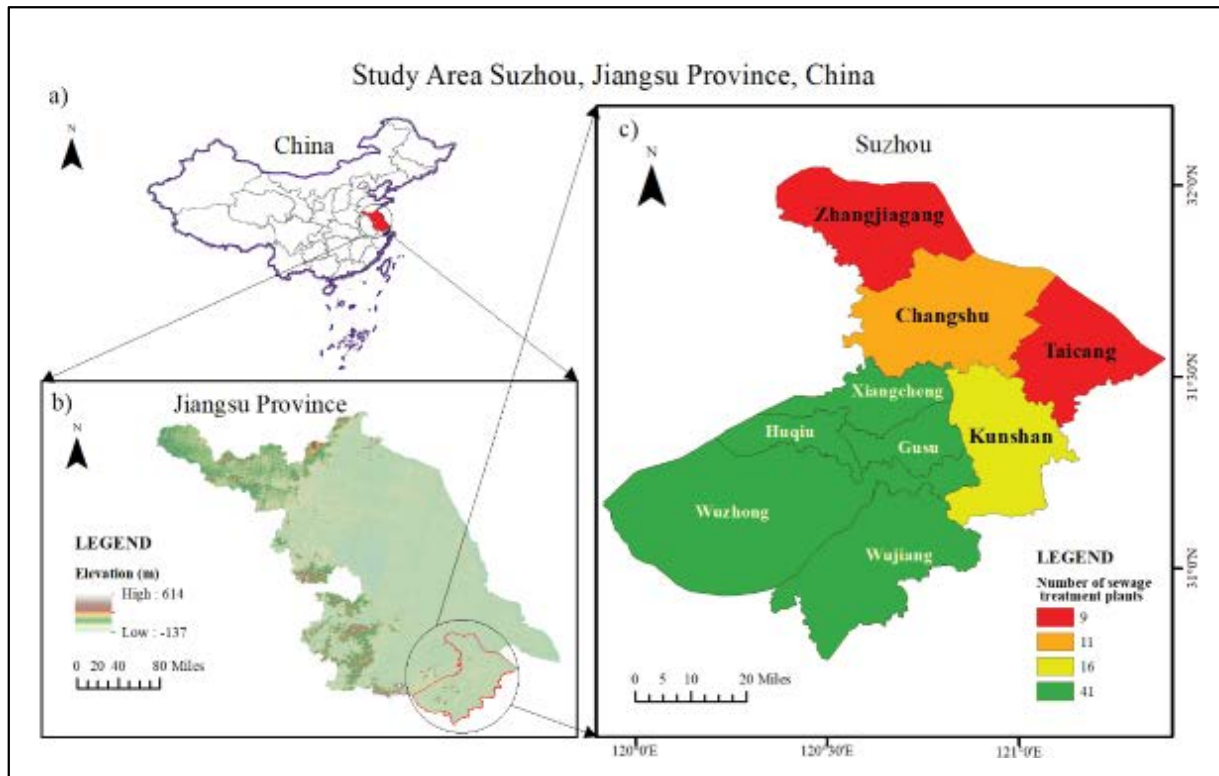 Study Area Suzhou, Jiangsu Province, China
a)
N
China
b)
Jiangsu Province
N
LEGEND
Elevation (m)
High : 614
Low : -137
0 20 40 80 Miles
c)
Suzhou
N
Zhangjiagang
Changshu
Taicang
Xiangcheng
Huqiu
Gusu
Kunshan
Wuzhong
Wujiang
LEGEND
Number of sewage
treatment plants
9
11
16
41
0 5 10 20 Miles
32°0'N
31°30'N
31°0'N
120°0'E
120°30'E
121°0'E